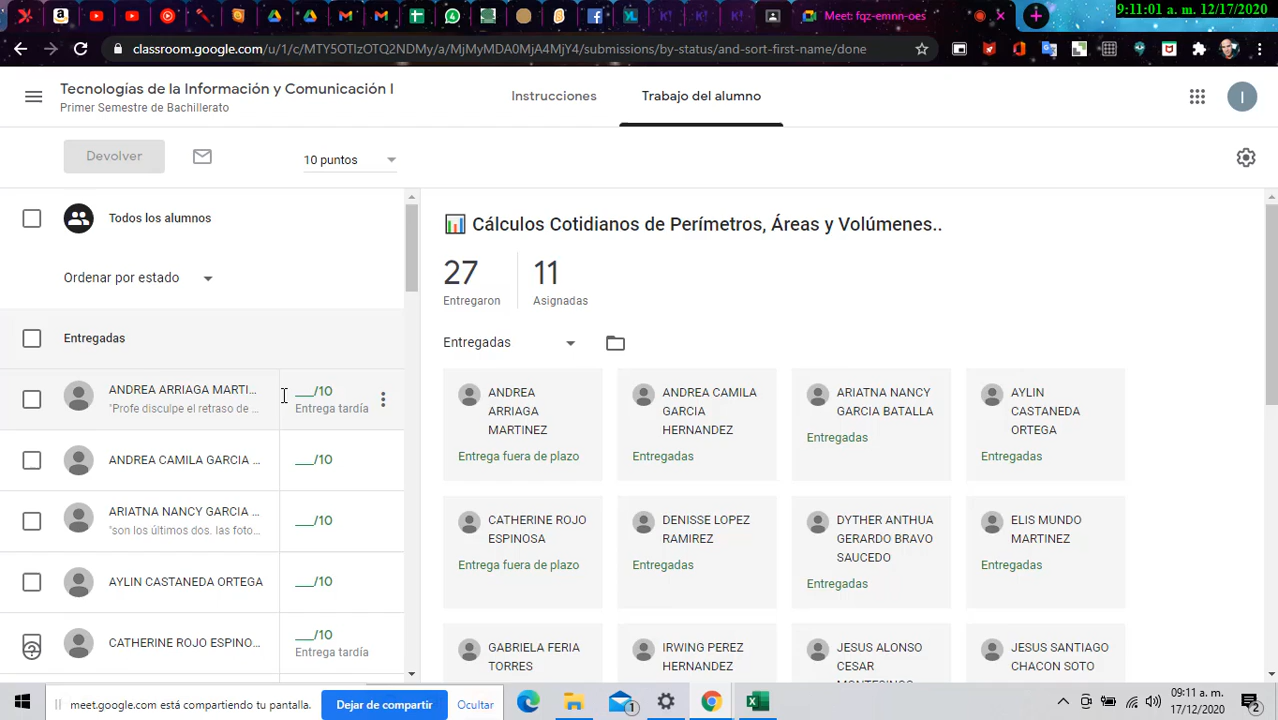 9:11:01 a. m. 12/17/2020
Meet: fqz-emnn-oes
classroom.google.com/u/1/c/MTY5OTIzOTQ2NDMy/a/MjMyMDA0MjA4MjY4/submissions/by-status/and-sort-first-name/done
Tecnologías de la Información y Comunicación I
Primer Semestre de Bachillerato
Instrucciones
Trabajo del alumno
I
Devolver
10 puntos
Todos los alumnos
Ordenar por estado
Entregadas
ANDREA ARRIAGA MARTI...
"Profe disculpe el retraso de ...
___/10
Entrega tardía
ANDREA CAMILA GARCIA ...
___/10
ARIATNA NANCY GARCIA ...
"son los últimos dos. las foto...
___/10
AYLIN CASTANEDA ORTEGA
___/10
CATHERINE ROJO ESPINO...
___/10
Entrega tardía
Cálculos Cotidianos de Perímetros, Áreas y Volúmenes..
27
Entregaron
11
Asignadas
Entregadas
ANDREA
ARRIAGA
MARTINEZ
Entrega fuera de plazo
ANDREA CAMILA
GARCIA
HERNANDEZ
Entregadas
ARIATNA NANCY
GARCIA BATALLA
Entregadas
AYLIN
CASTANEDA
ORTEGA
Entregadas
CATHERINE ROJO
ESPINOSA
Entrega fuera de plazo
DENISSE LOPEZ
RAMIREZ
Entregadas
DYTHER ANTHUA
GERARDO BRAVO
SAUCEDO
Entregadas
ELIS MUNDO
MARTINEZ
Entregadas
GABRIELA FERIA
TORRES
IRWING PEREZ
HERNANDEZ
JESUS ALONSO
CESAR
JESUS SANTIAGO
CHACON SOTO
meet.google.com está compartiendo tu pantalla.
Dejar de compartir
Ocultar
1
09:11 a. m.
17/12/2020
2